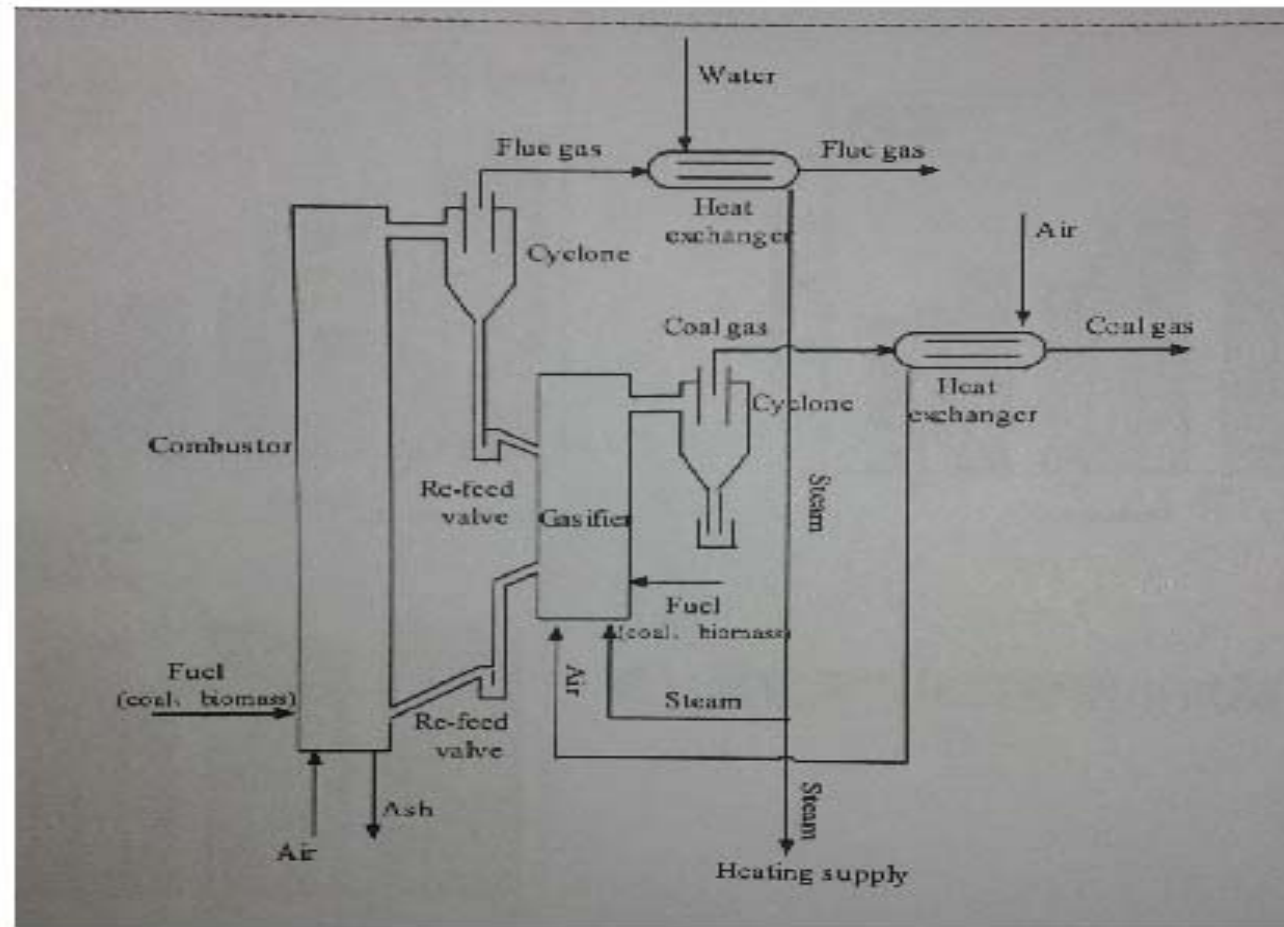 Water
Flue gas
Flue gas
Heat
exchanger
Air
Cyclone
Coal gas
Coal gas
Heat
exchanger
Cyclone
Combustor
Re-feed
valve
Gasifier
Steam
Fuel
(coal、biomass)
Fuel
(coal、biomass)
Air
Steam
Re-feed
valve
Steam
Ash
Air
Heating supply